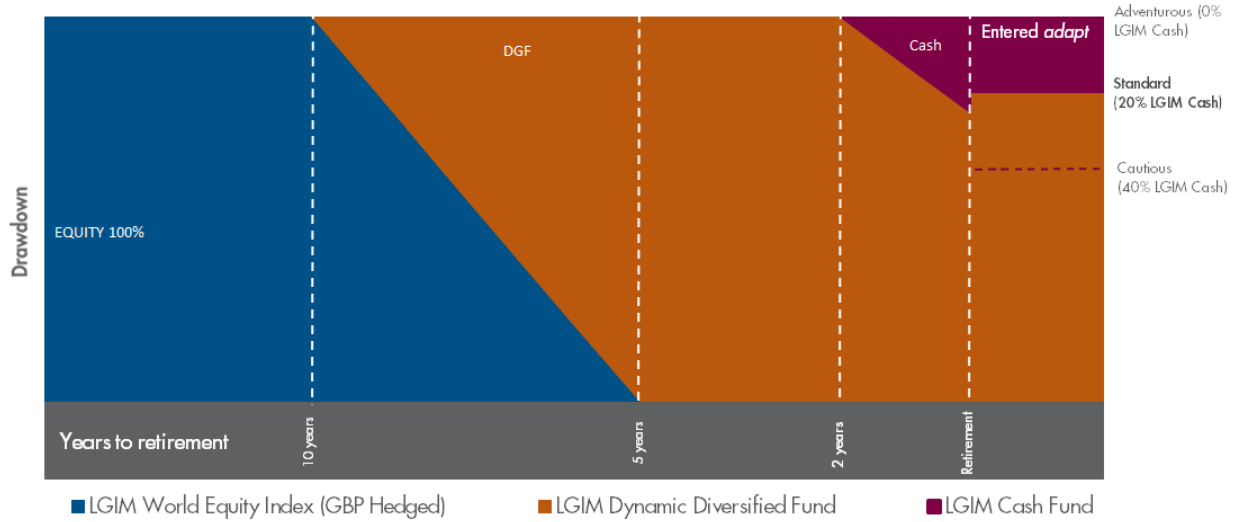 Adventurous (0%
LGIM Cash)
DGF
Cash
Entered adapt
Standard
(20% LGIM Cash)
Cautious
(40% LGIM Cash)
Drawdown
EQUITY 100%
Years to retirement
10 years
5 years
2 years
Retirement
LGIM World Equity Index (GBP Hedged)
LGIM Dynamic Diversified Fund
LGIM Cash Fund